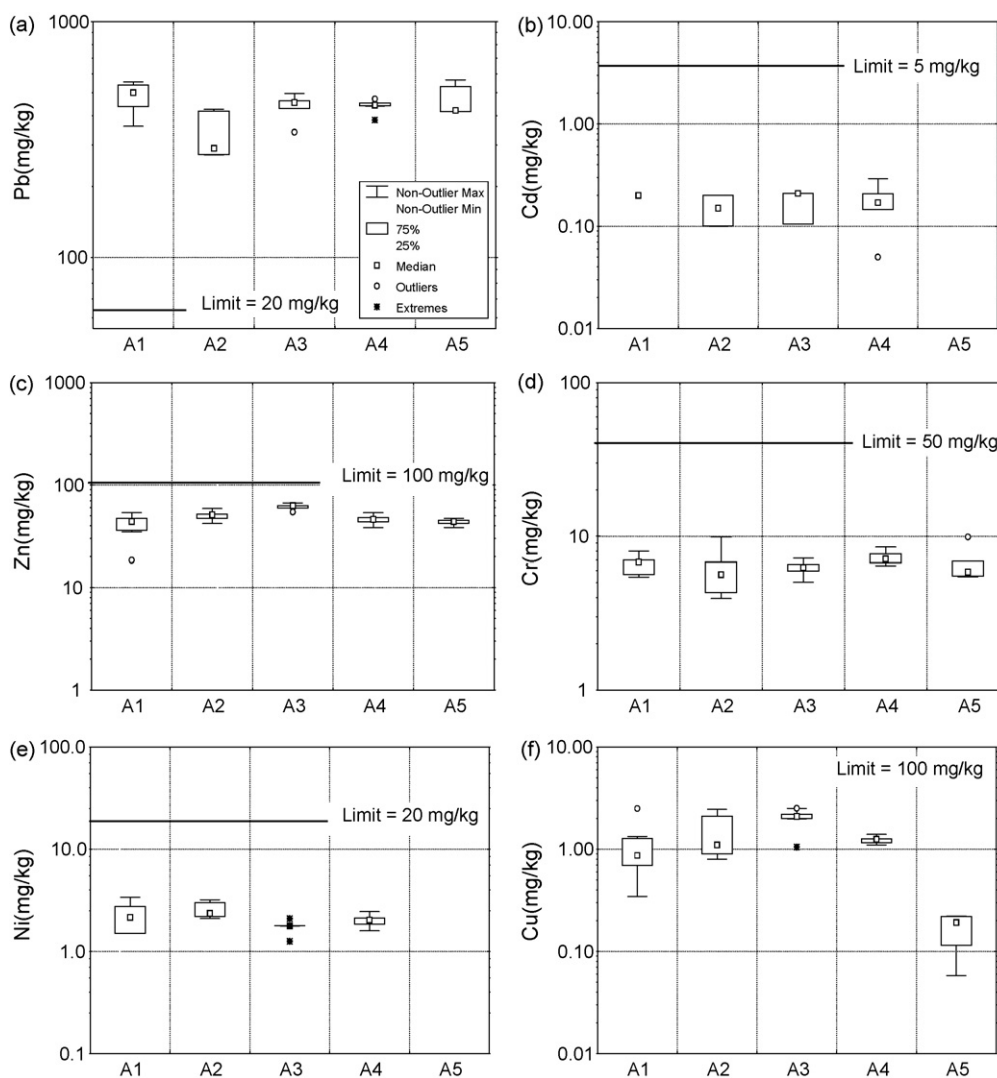 (a)
1000
Pb(mg/kg)
100
Non-Outlier Max
Non-Outlier Min
75%
25%
Median
Outliers
Extremes
Limit = 20 mg/kg
A1 A2 A3 A4 A5
(b)
10.00
Limit = 5 mg/kg
1.00
Cd(mg/kg)
0.10
0.01
A1 A2 A3 A4 A5
(c)
1000
Limit = 100 mg/kg
100
Zn(mg/kg)
10
1
A1 A2 A3 A4 A5
(d)
100
Limit = 50 mg/kg
Cr(mg/kg)
10
1
A1 A2 A3 A4 A5
(e)
100.0
Limit = 20 mg/kg
10.0
Ni(mg/kg)
1.0
0.1
A1 A2 A3 A4 A5
(f)
10.00
Limit = 100 mg/kg
1.00
Cu(mg/kg)
0.10
0.01
A1 A2 A3 A4 A5